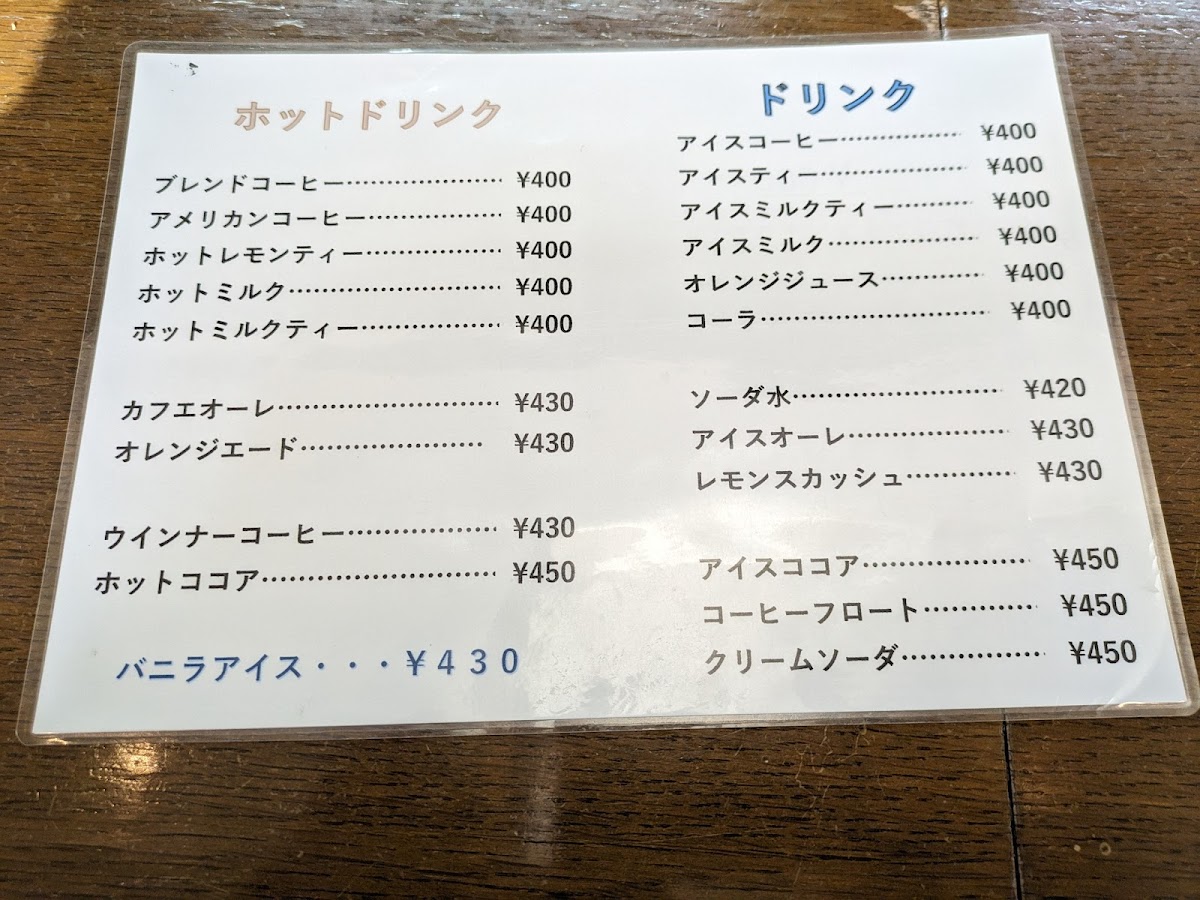 ホットドリンク
ブレンドコーヒー・・・・・・・・・・・・・・・・・・・・ ¥400
アメリカンコーヒー・・・・・・・・・・・・・・・・・ ¥400
ホットレモンティー・・・・・・・・・・・・・・・・・ ¥400
ホットミルク・・・・・・・・・・・・・・・・・・・・・・・・・・ ¥400
ホットミルクティー・・・・・・・・・・・・・・・・・ ¥400
カフエオーレ・・・・・・・・・・・・・・・・・・・・・・・・・・ ¥430
オレンジエード・・・・・・・・・・・・・・・・・・・・・ ¥430
ウインナーコーヒー・・・・・・・・・・・・・・・・・ ¥430
ホットココア・・・・・・・・・・・・・・・・・・・・・・・・・・ ¥450
バニラアイス・・・¥430
ドリンク
アイスコーヒー・・・・・・・・・・・・・・・ ¥400
アイスティー・・・・・・・・・・・・・・・・・・ ¥400
アイスミルクティー・・・・・・・・・ ¥400
アイスミルク・・・・・・・・・・・・・・・・・・ ¥400
オレンジジュース・・・・・・・・・・・・ ¥400
コーラ・・・・・・・・・・・・・・・・・・・・・・・・・・・ ¥400
ソーダ水・・・・・・・・・・・・・・・・・・・・・・・・ ¥420
アイスオーレ・・・・・・・・・・・・・・・・・・ ¥430
レモンスカッシュ・・・・・・・・・・・・ ¥430
アイスココア・・・・・・・・・・・・・・・・・・ ¥450
コーヒーフロート・・・・・・・・・・・・ ¥450
クリームソーダ・・・・・・・・・・・・・・・ ¥450